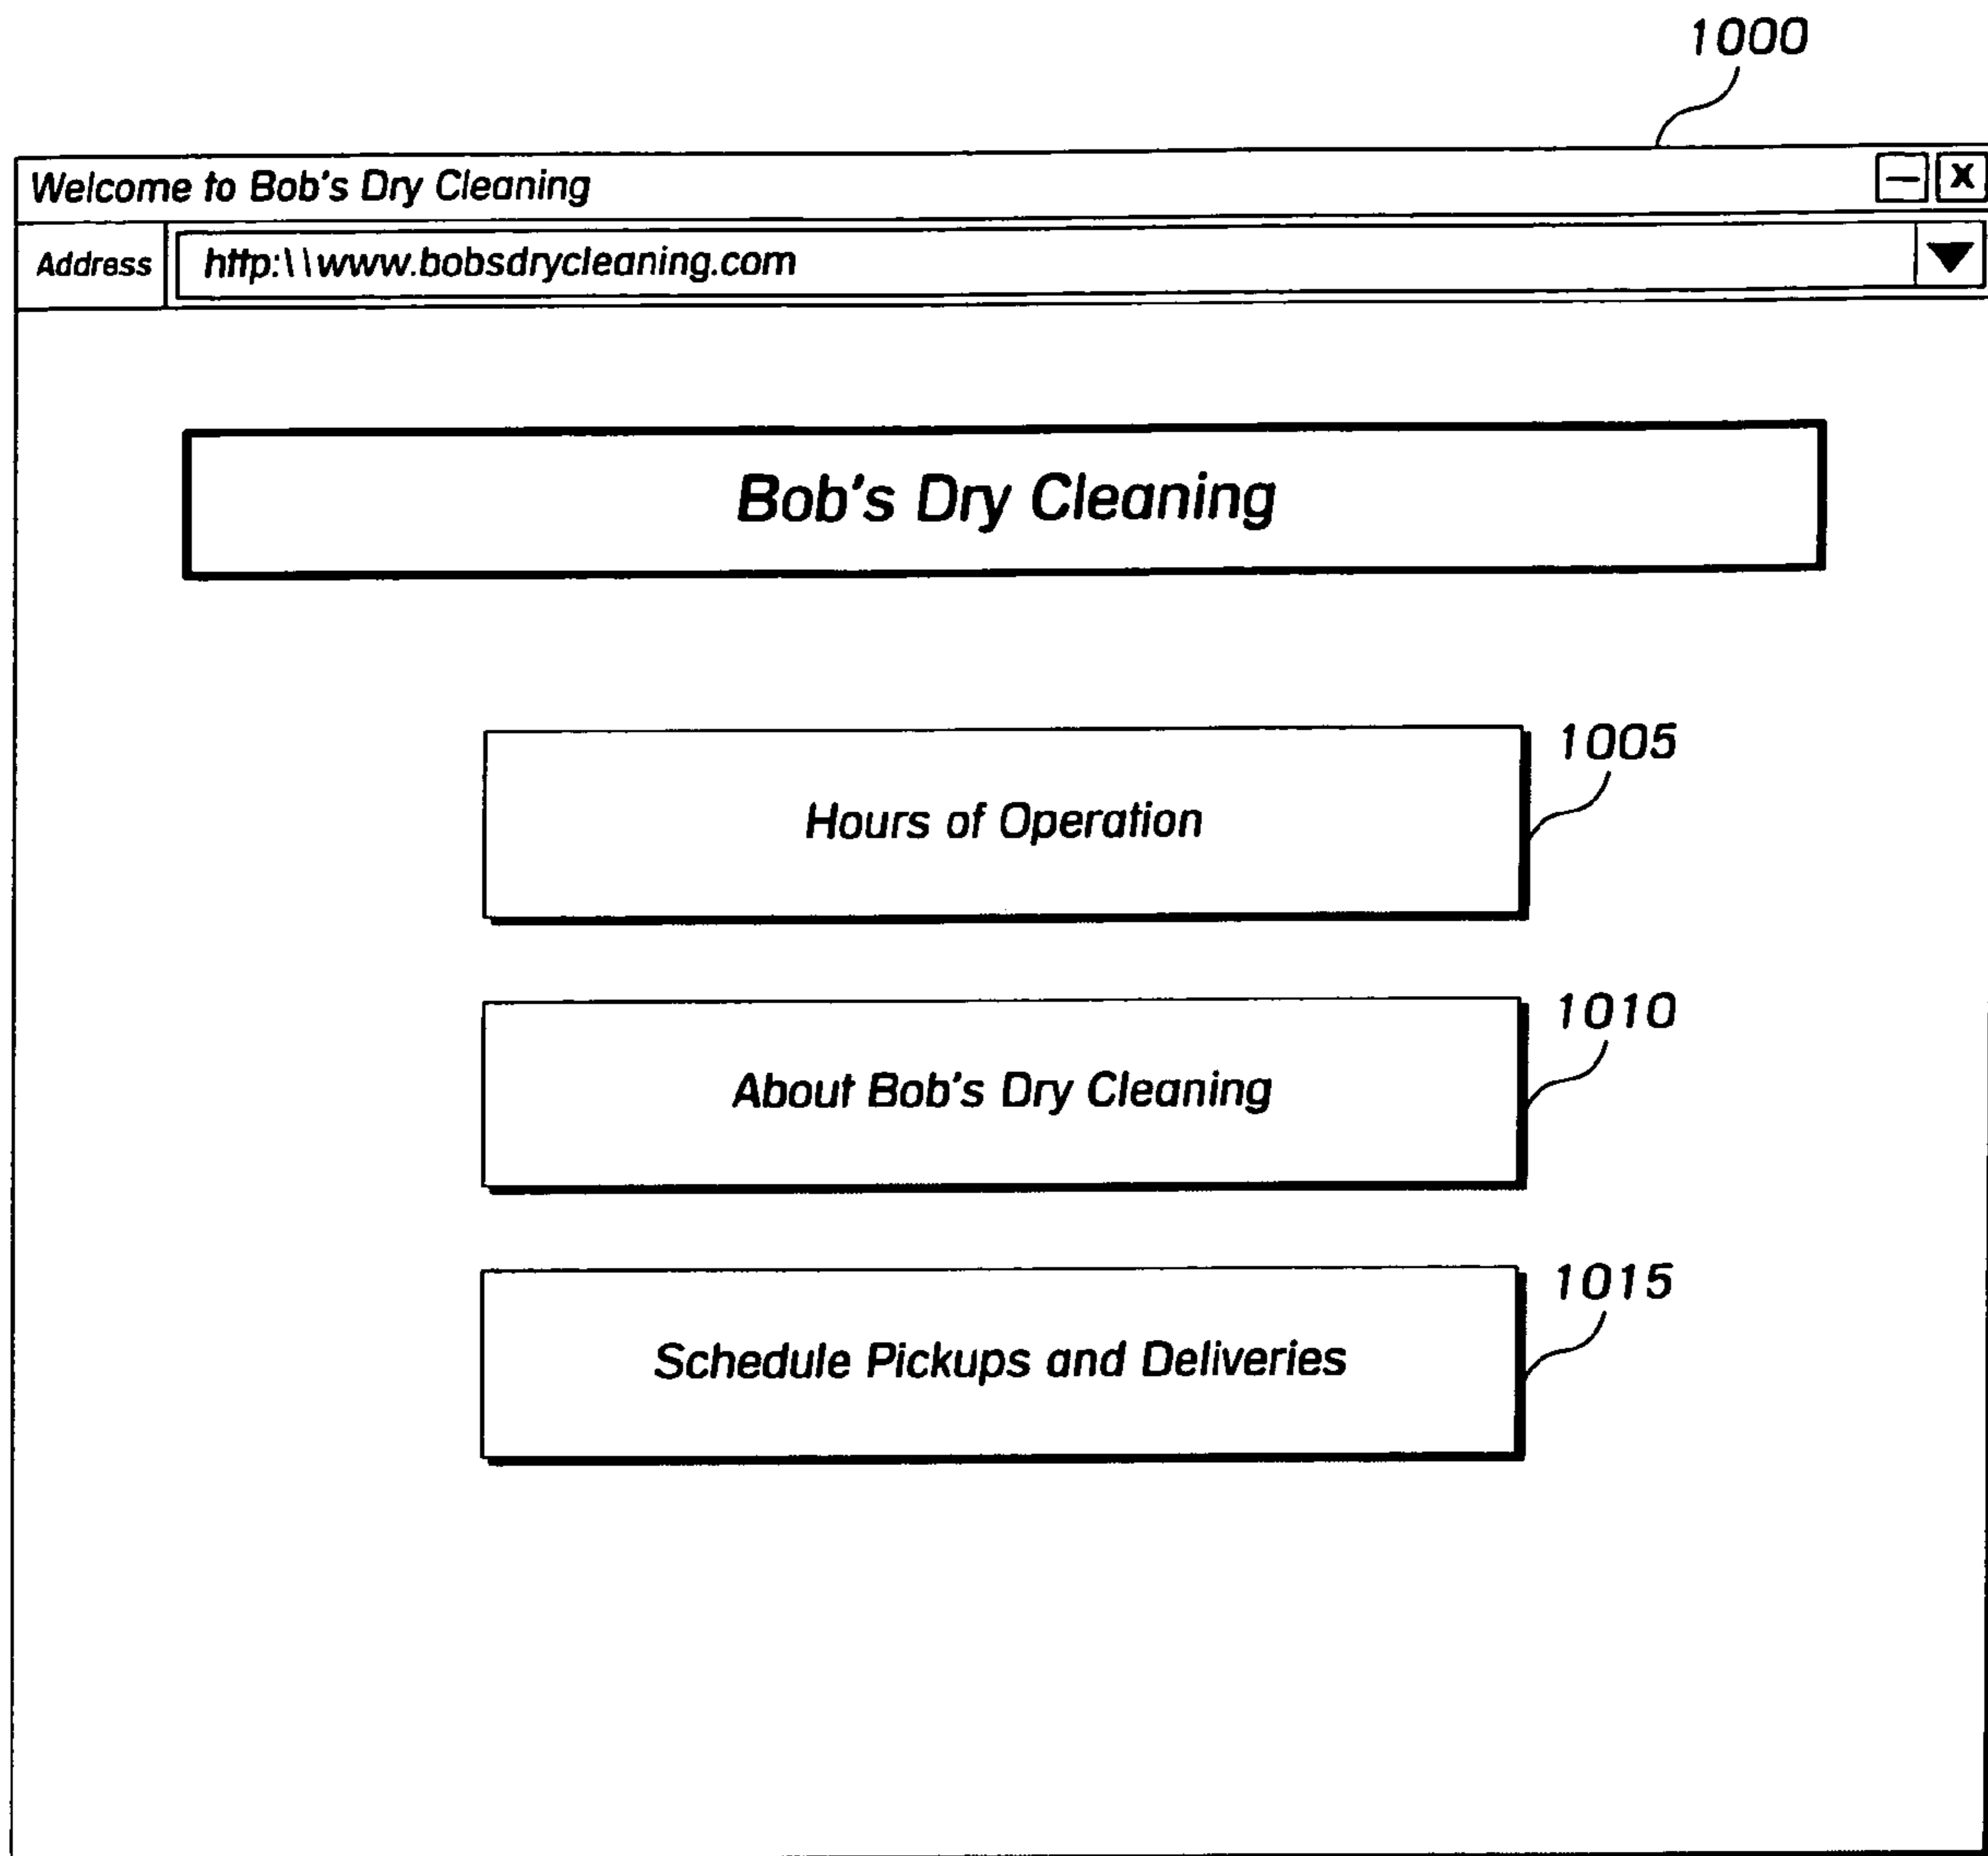 1000
Welcome to Bob's Dry Cleaning
— X
Address http:\\www.bobsdrycleaning.com
Bob's Dry Cleaning
1005
Hours of Operation
1010
About Bob's Dry Cleaning
1015
Schedule Pickups and Deliveries